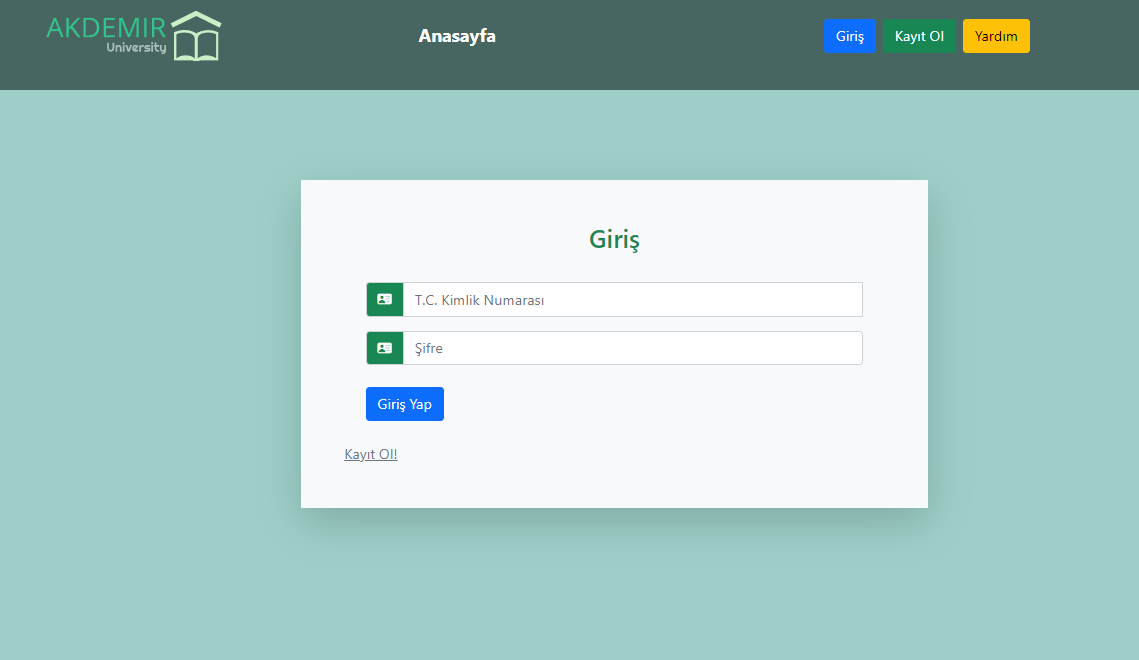 AKDEMIR
University
Anasayfa
Giriş
Kayıt Ol
Yardım
Giriş
T.C. Kimlik Numarası
Şifre
Giriş Yap
Kayıt Ol!